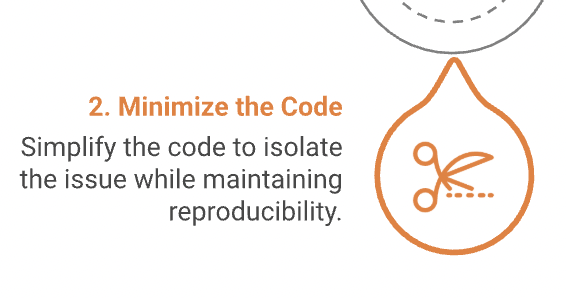 2. Minimize the Code
Simplify the code to isolate
the issue while maintaining
reproducibility.